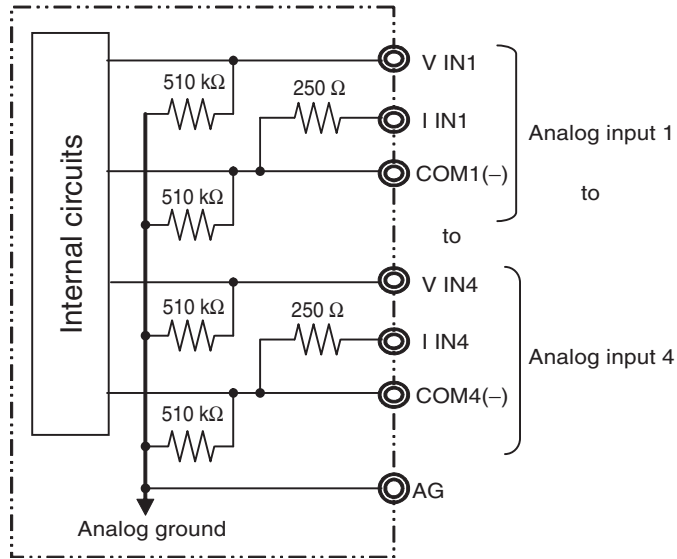 Internal circuits
510 kΩ
250 Ω
V IN1
I IN1
510 kΩ
COM1(–)
Analog input 1
to
to
510 kΩ
250 Ω
V IN4
I IN4
510 kΩ
COM4(–)
Analog input 4
AG
Analog ground